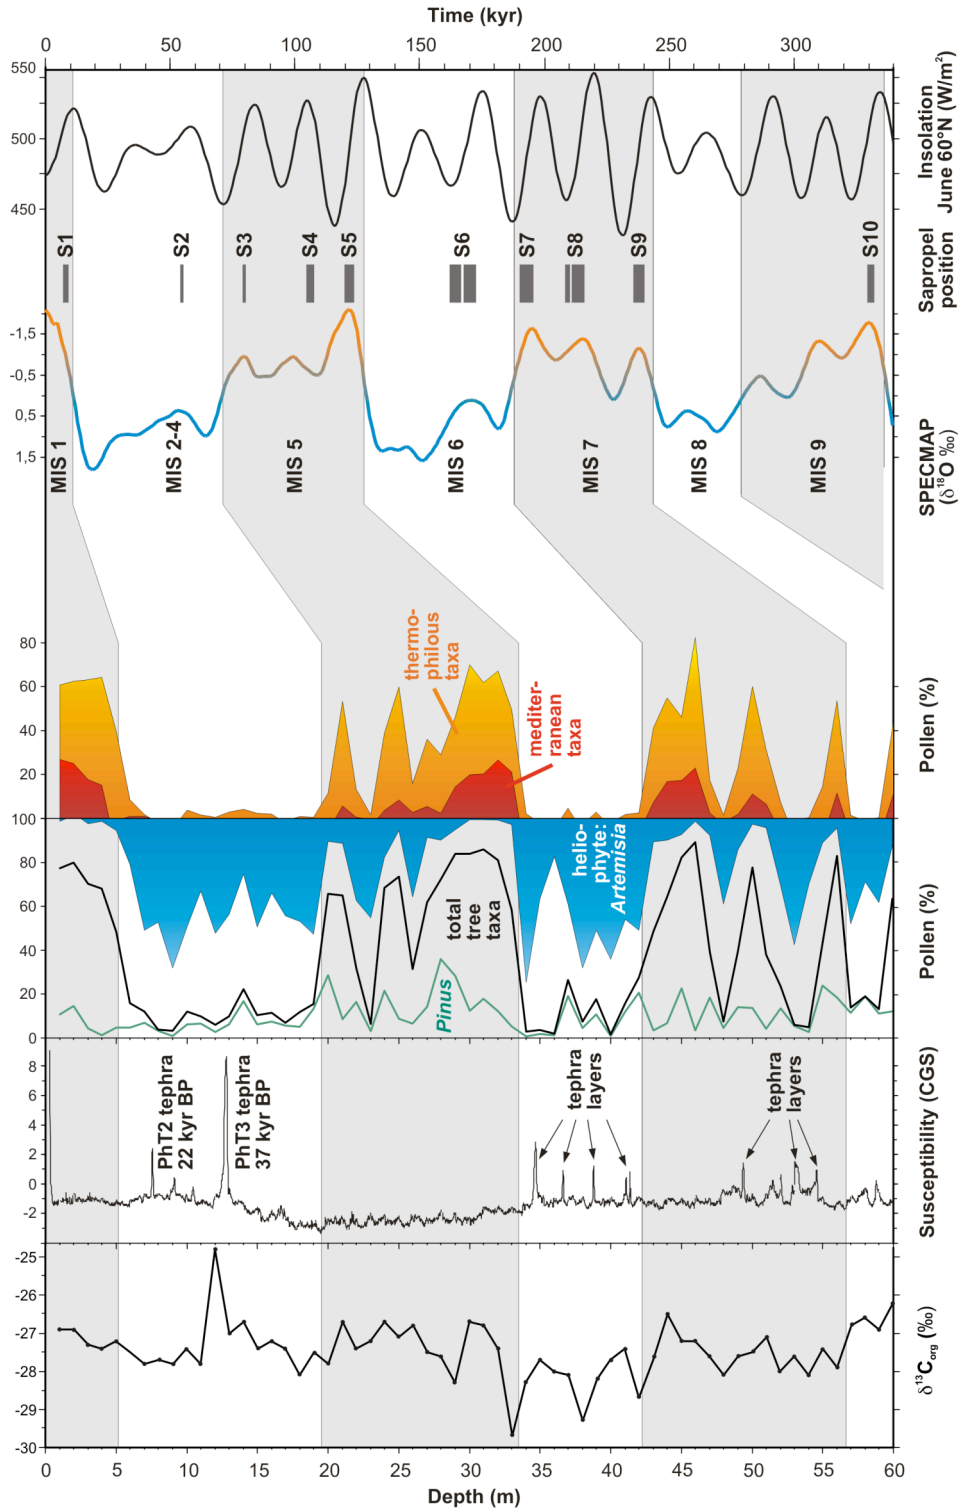 Time (kyr)
0 50 100 150 200 250 300
550
500
450
Insolation
June 60°N (W/m²)
S1
S2
S3
S4
S5
S6
S7
S8
S9
S10
Sapropel
position
-1,5
-0,5
0,5
1,5
MIS 1
MIS 2-4
MIS 5
MIS 6
MIS 7
MIS 8
MIS 9
SPECMAP
(δ¹⁸O ‰)
80
60
40
20
thermo-
philous
taxa
mediter-
ranean
taxa
Pollen (%)
100
80
60
40
20
0
total
tree
taxa
Pinus
helio-
phyte:
Artemisia
Pollen (%)
8
6
4
2
0
-2
PhT2 tephra
22 kyr BP
PhT3 tephra
37 kyr BP
tephra
layers
tephra
layers
Susceptibility (CGS)
-25
-26
-27
-28
-29
-30
δ¹³Corg (‰)
0 5 10 15 20 25 30 35 40 45 50 55 60
Depth (m)